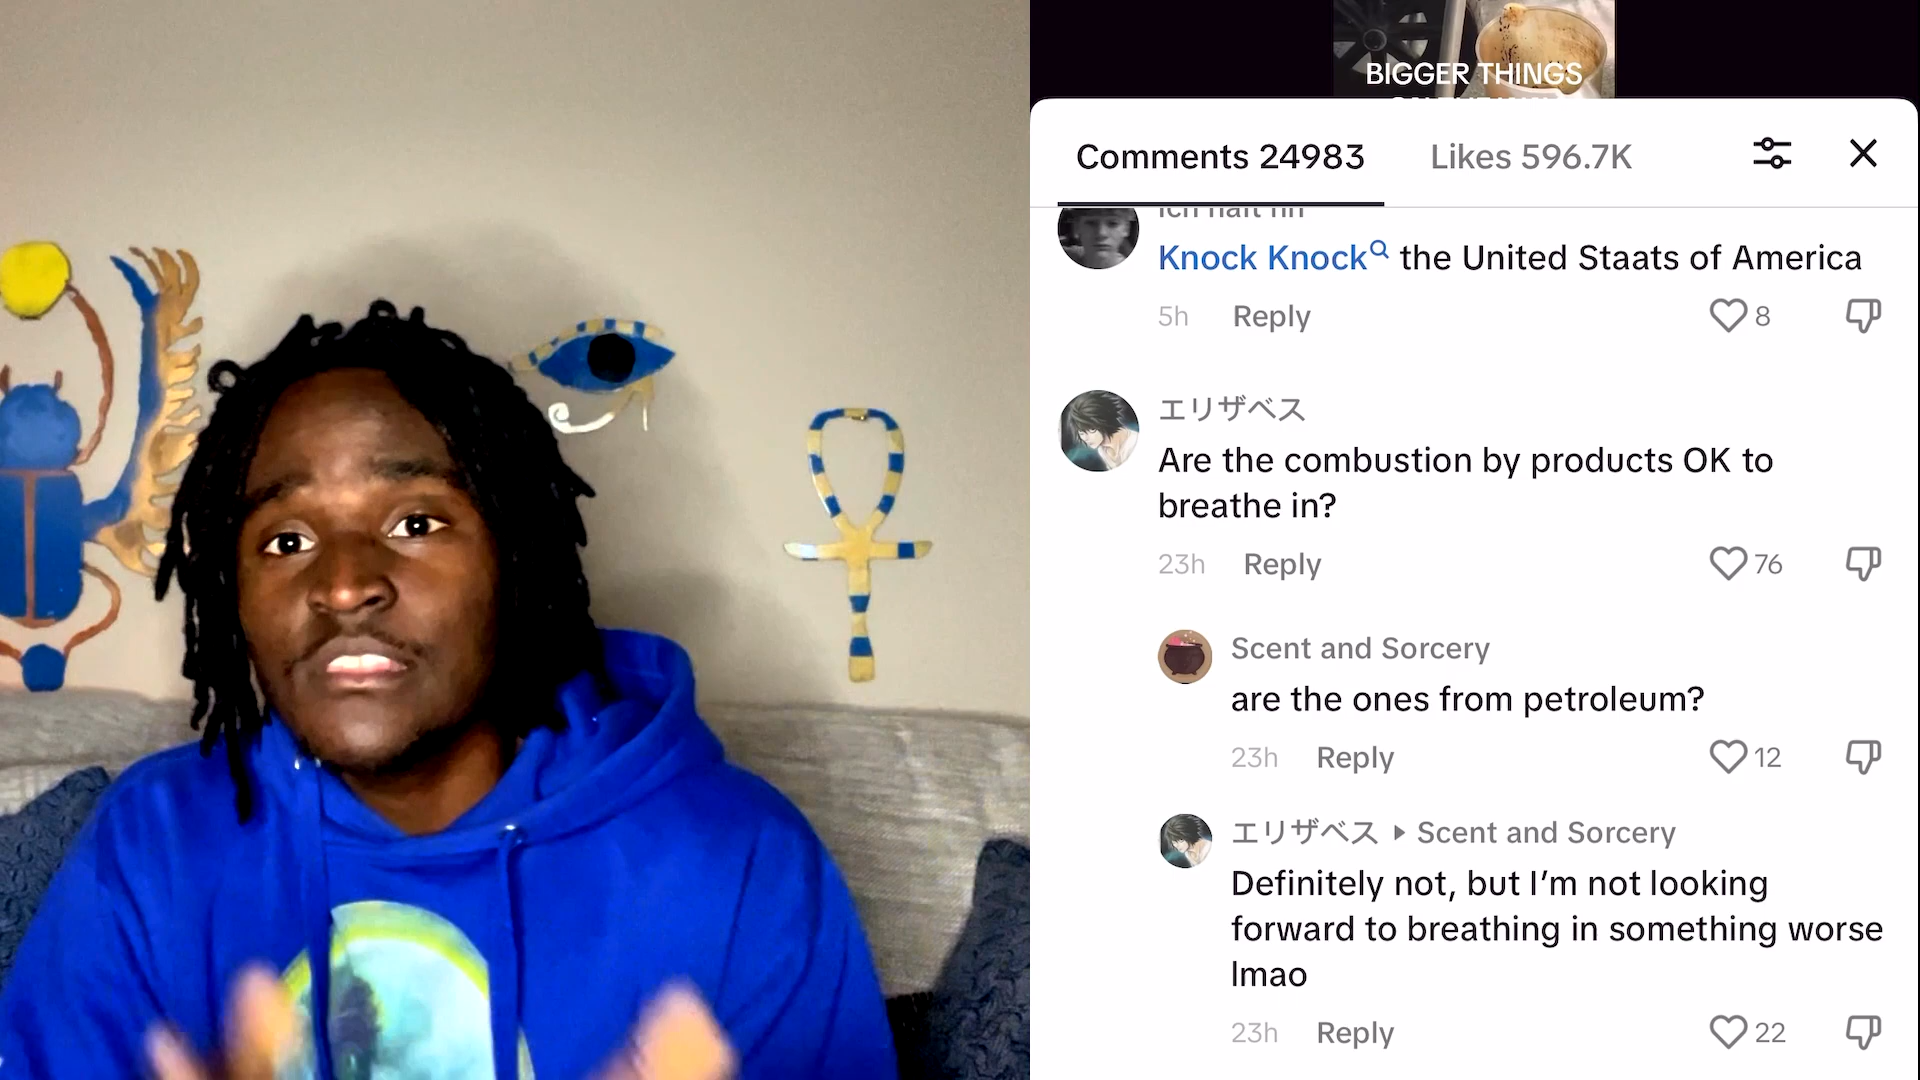 BIGGER THINGS
Comments 24983
Likes 596.7K
Knock Knock the United Staats of America
5h Reply 8
エリザベス
Are the combustion by products OK to
breathe in?
23h Reply 76
Scent and Sorcery
are the ones from petroleum?
23h Reply 12
エリザベス ▸ Scent and Sorcery
Definitely not, but I’m not looking
forward to breathing in something worse
lmao
23h Reply 22